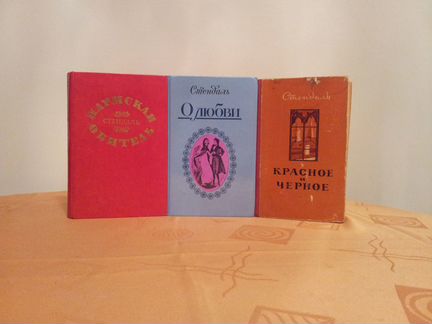 ПАРМСКАЯ
СТЕНДАЛЬ
ОБИТЕЛЬ
Стендаль
О любви
Стендаль
КРАСНОЕ
и
ЧЕРНОЕ